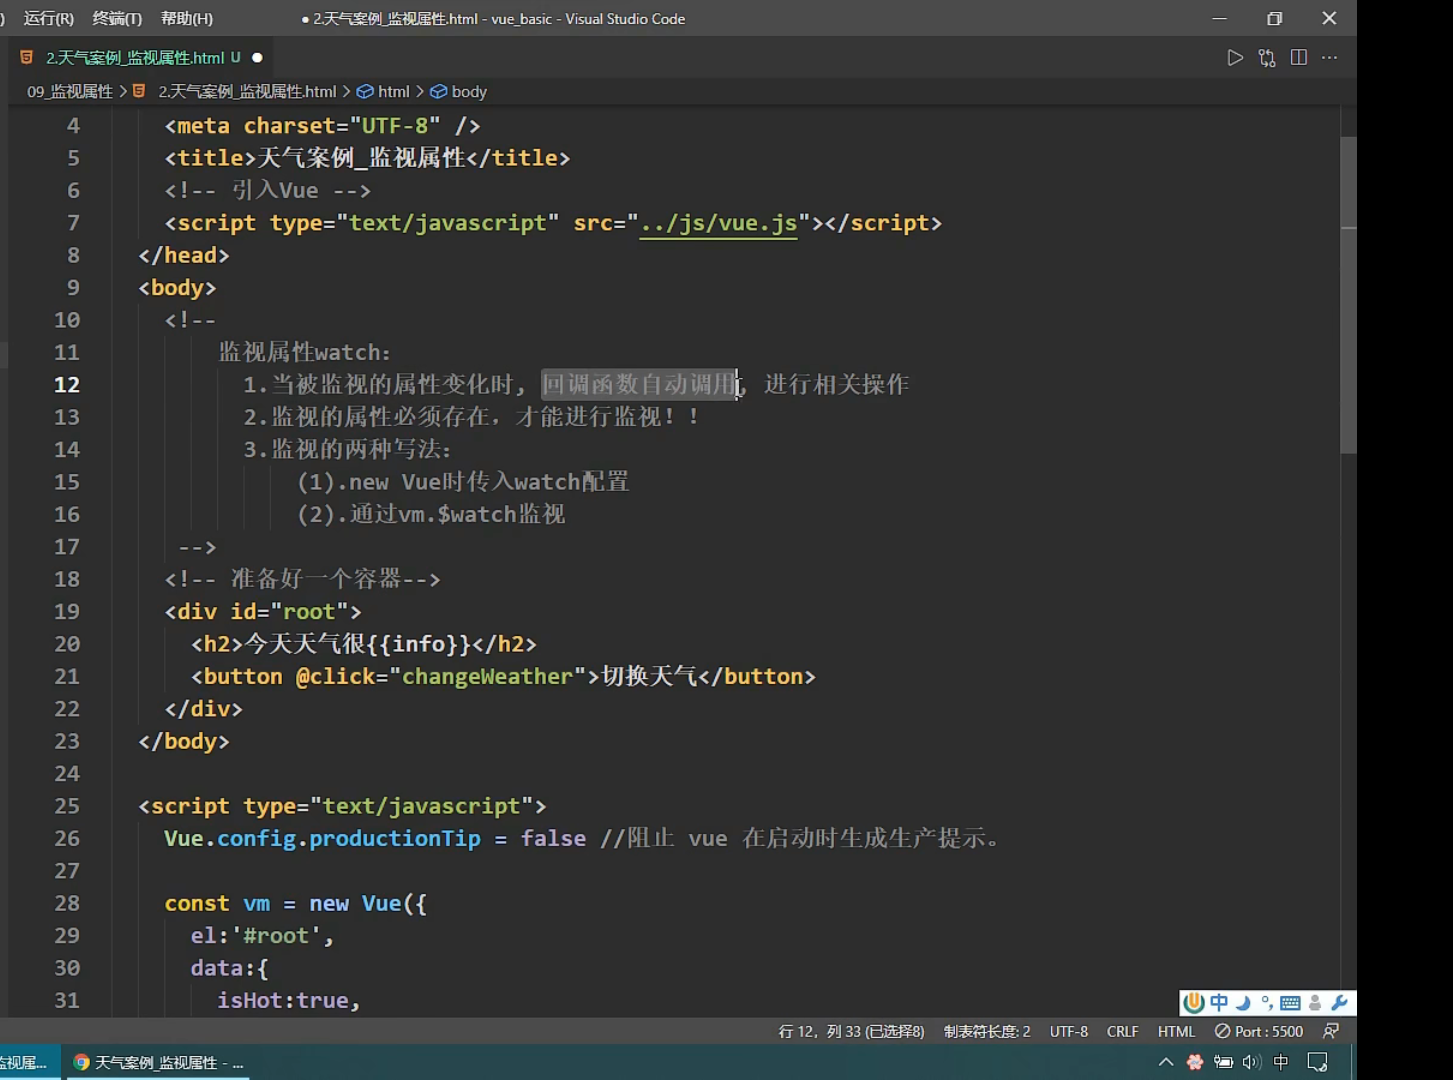 运行(R) 终端(T) 帮助(H) ● 2.天气案例_监视属性.html - vue_basic - Visual Studio Code
2.天气案例_监视属性.html U ●
09_监视属性 > 2.天气案例_监视属性.html > html > body
4 <meta charset="UTF-8" />
5 <title>天气案例_监视属性</title>
6 <!-- 引入Vue -->
7 <script type="text/javascript" src="../js/vue.js"></script>
8 </head>
9 <body>
10 <!--
11 监视属性watch:
12 1.当被监视的属性变化时, 回调函数自动调用, 进行相关操作
13 2.监视的属性必须存在，才能进行监视！！
14 3.监视的两种写法：
15 (1).new Vue时传入watch配置
16 (2).通过vm.$watch监视
17 -->
18 <!-- 准备好一个容器-->
19 <div id="root">
20 <h2>今天天气很{{info}}</h2>
21 <button @click="changeWeather">切换天气</button>
22 </div>
23 </body>
24
25 <script type="text/javascript">
26 Vue.config.productionTip = false //阻止 vue 在启动时生成生产提示。
27
28 const vm = new Vue({
29 el:'#root',
30 data:{
31 isHot:true,
中
行 12，列 33 (已选择8) 制表符长度: 2 UTF-8 CRLF HTML Port : 5500
监视属... 天气案例_监视属性 - ... 中